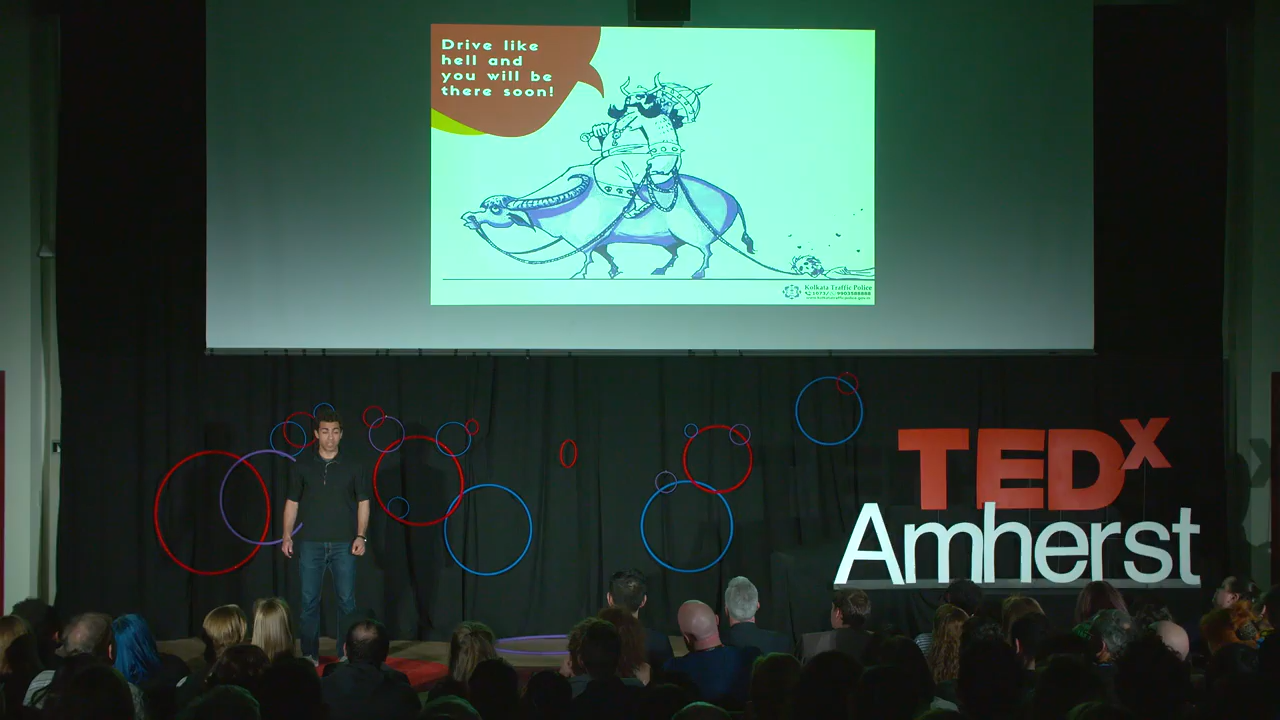 Drive like
hell and
you will be
there soon!
Kolkata Traffic Police
TEDx
Amherst